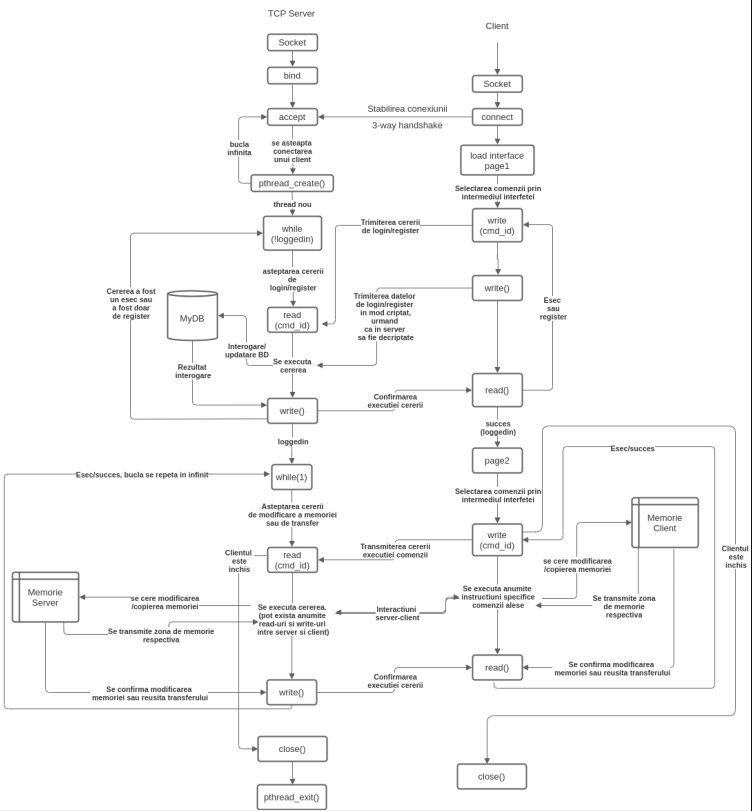 TCP Server
Client
Socket
bind
accept
Socket
connect
Stabilirea conexiunii
3-way handshake
bucla
infinita
se asteapta
conectarea
unui client
load interface
page1
pthread_create()
thread nou
Selectarea comenzii prin
intermediul interfetei
while
(!loggedin)
Trimiterea cererii
de login/register
write
(cmd_id)
asteptarea cererii
de
login/register
Cererea a fost
un esec sau
a fost doar
de register
MyDB
read
(cmd_id)
Trimiterea datelor
de login/register
in mod criptat,
urmand
ca in server
sa fie decriptate
write()
Esec
sau
register
Interogare/
updatare BD
Se executa
cererea
Rezultat
interogare
write()
Confirmarea
executiei cererii
read()
loggedin
succes
(loggedin)
Esec/succes, bucla se repeta in infinit
while(1)
page2
Esec/succes
Asteptarea cererii
de modificare a memoriei
sau de transfer
Selectarea comenzii prin
intermediul interfetei
Clientul
este
inchis
read
(cmd_id)
Transmiterea cererii
executiei comenzii
write
(cmd_id)
Memorie
Client
Clientul
este
inchis
se cere modificarea
/copierea memoriei
Memorie
Server
se cere modificarea
/copierea memoriei
Se executa cererea.
(pot exista anumite
read-uri si write-uri
intre server si client)
Interactiuni
server-client
Se executa anumite
instructiuni specifice
comenzii alese
Se transmite zona
de memorie
respectiva
Se transmite zona de memorie
respectiva
Se confirma modificarea
memoriei sau reusita transferului
write()
Confirmarea
executiei cererii
read()
Se confirma modificarea
memoriei sau reusita transferului
close()
close()
pthread_exit()